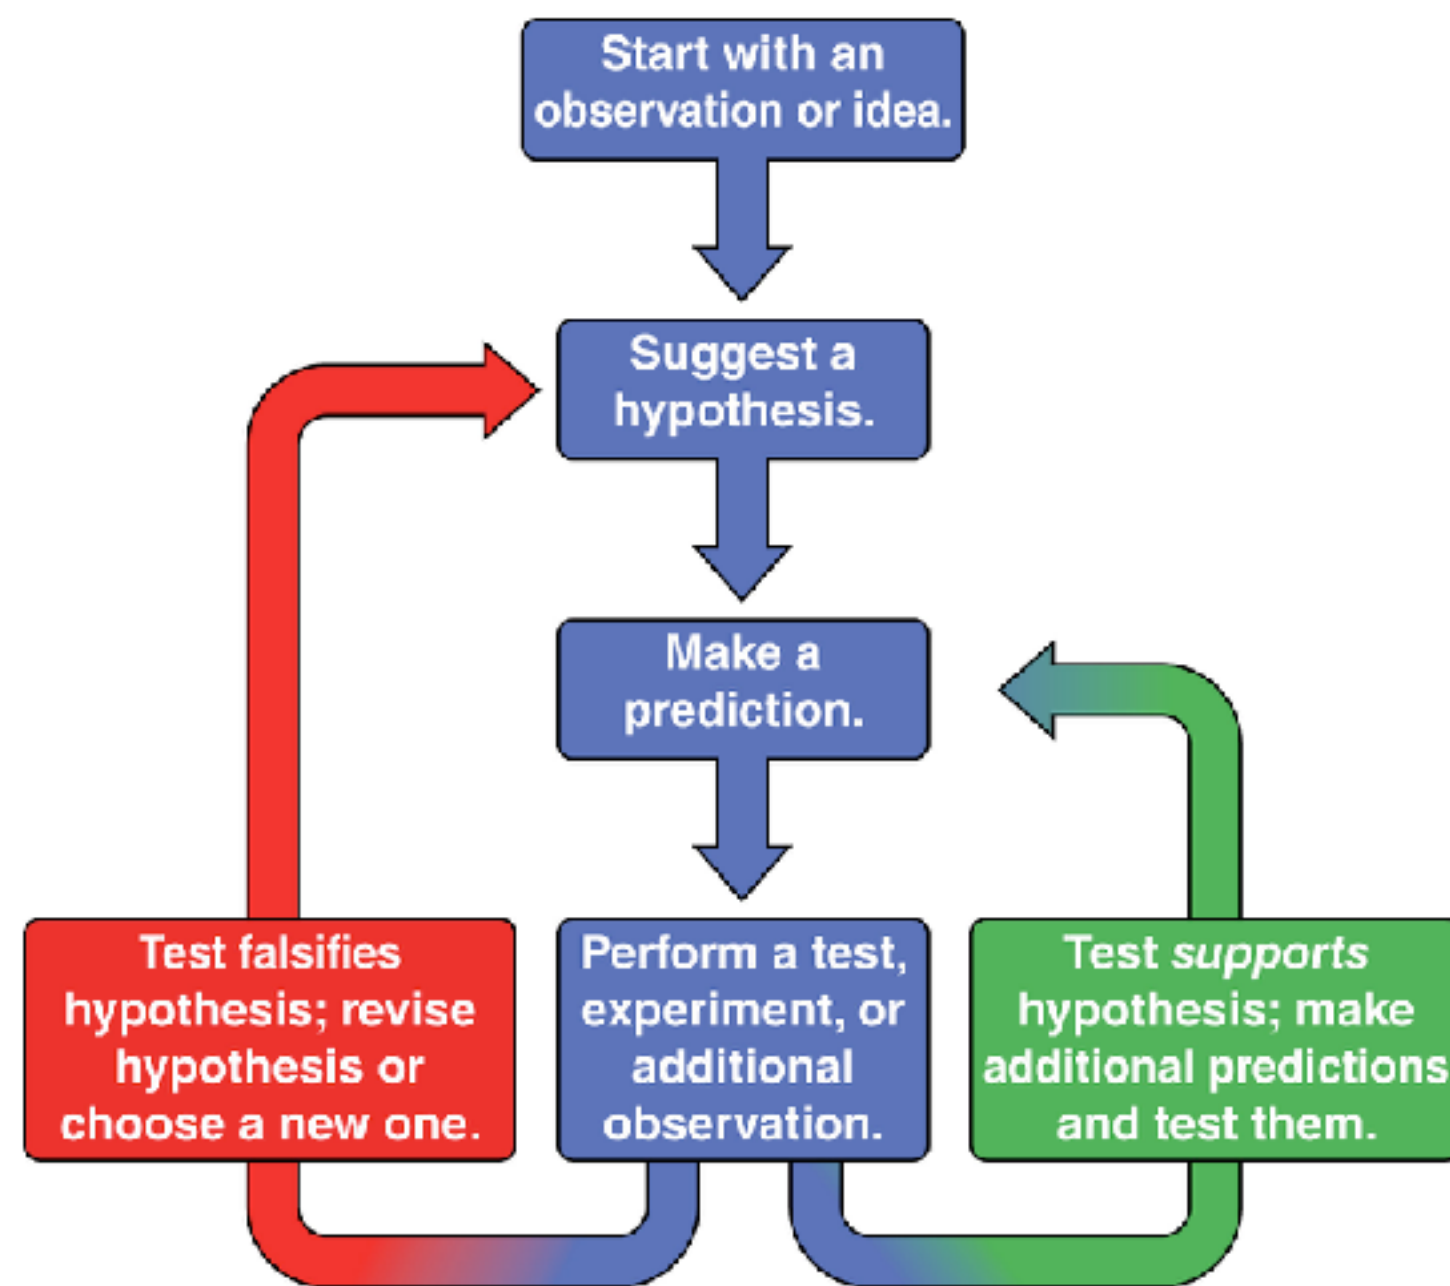 Start with an
observation or idea.
Suggest a
hypothesis.
Make a
prediction.
Test falsifies
hypothesis; revise
hypothesis or
choose a new one.
Perform a test,
experiment, or
additional
observation.
Test supports
hypothesis; make
additional predictions
and test them.